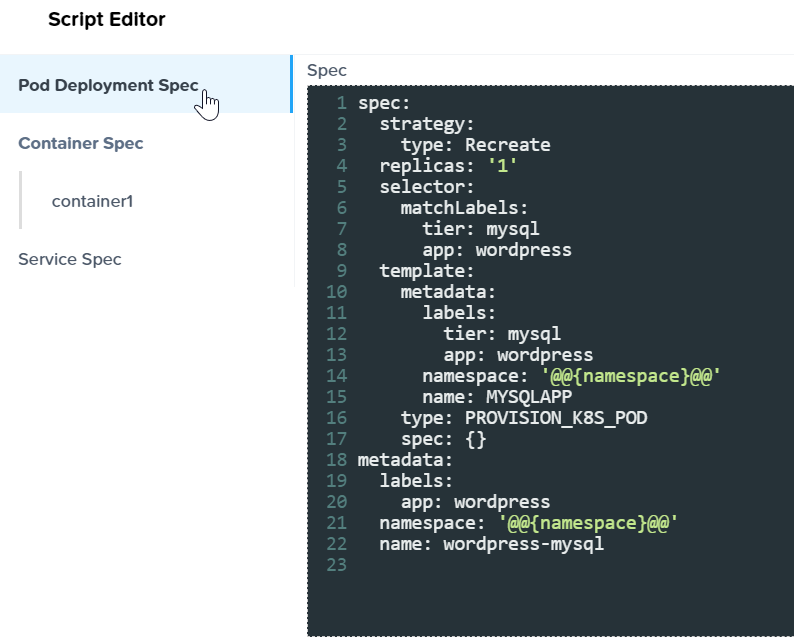 Script Editor
Pod Deployment Spec
Container Spec
container1
Service Spec
Spec
1 spec:
2   strategy:
3     type: Recreate
4   replicas: '1'
5   selector:
6     matchLabels:
7       tier: mysql
8       app: wordpress
9   template:
10     metadata:
11       labels:
12         tier: mysql
13         app: wordpress
14       namespace: '@@{namespace}@@'
15       name: MYSQLAPP
16     type: PROVISION_K8S_POD
17     spec: {}
18 metadata:
19   labels:
20     app: wordpress
21   namespace: '@@{namespace}@@'
22   name: wordpress-mysql
23